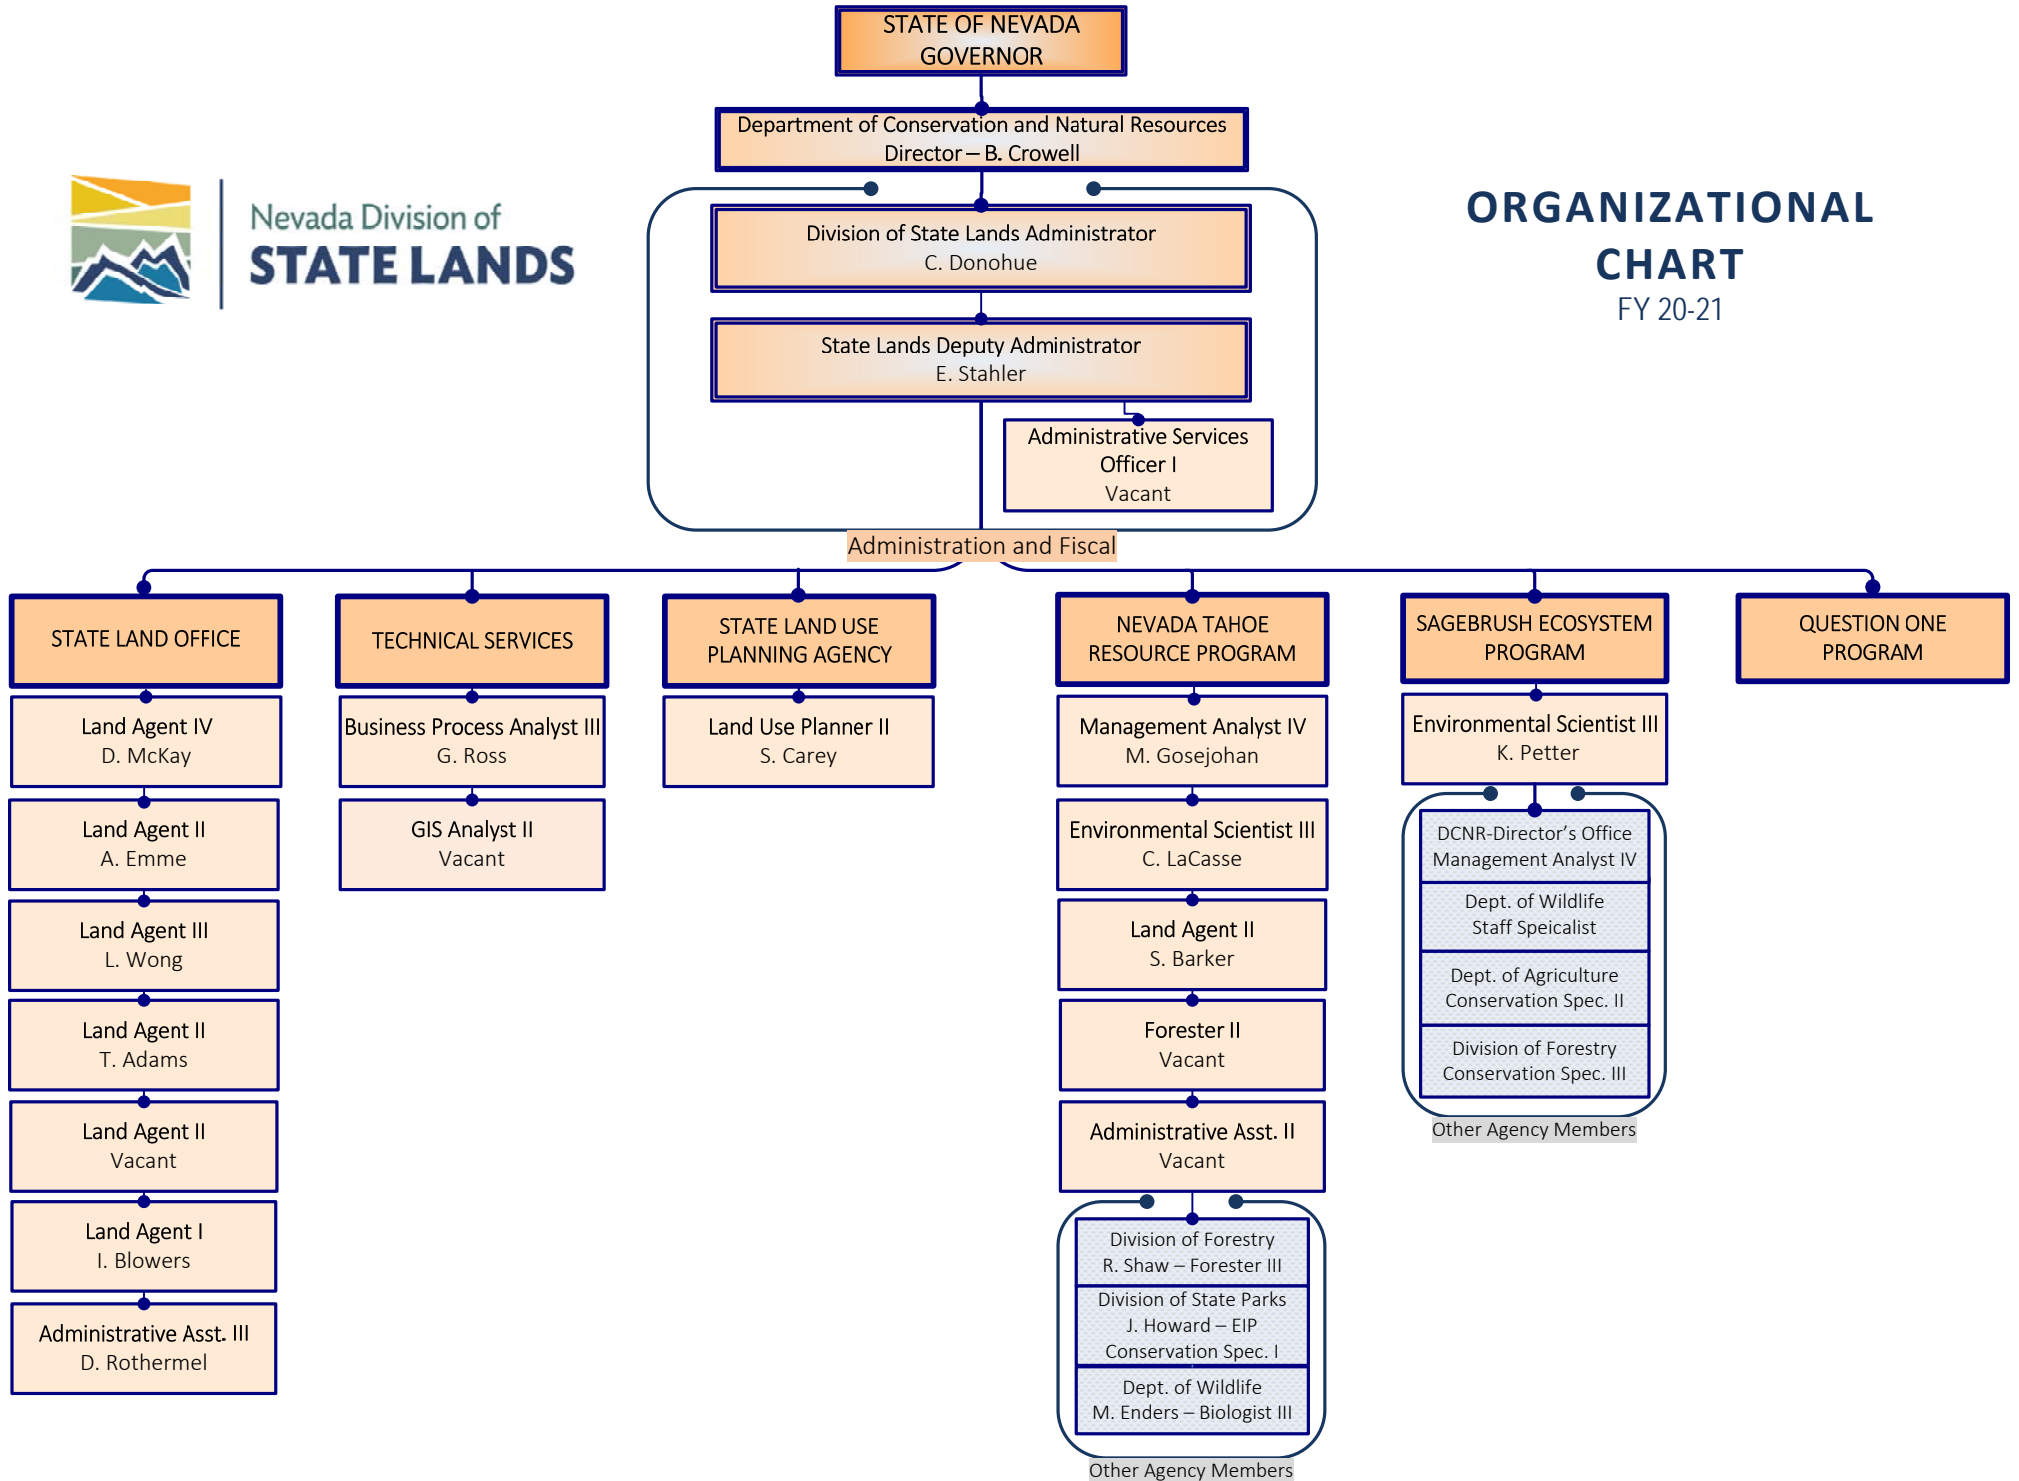 STATE OF NEVADA
GOVERNOR
Department of Conservation and Natural Resources
Director – B. Crowell
Nevada Division of
STATE LANDS
ORGANIZATIONAL
CHART
FY 20-21
Division of State Lands Administrator
C. Donohue
State Lands Deputy Administrator
E. Stahler
Administrative Services
Officer I
Vacant
Administration and Fiscal
STATE LAND OFFICE
Land Agent IV
D. McKay
Land Agent II
A. Emme
Land Agent III
L. Wong
Land Agent II
T. Adams
Land Agent II
Vacant
Land Agent I
I. Blowers
Administrative Asst. III
D. Rothermel
TECHNICAL SERVICES
Business Process Analyst III
G. Ross
GIS Analyst II
Vacant
STATE LAND USE
PLANNING AGENCY
Land Use Planner II
S. Carey
NEVADA TAHOE
RESOURCE PROGRAM
Management Analyst IV
M. Gosejohan
Environmental Scientist III
C. LaCasse
Land Agent II
S. Barker
Forester II
Vacant
Administrative Asst. II
Vacant
Division of Forestry
R. Shaw – Forester III
Division of State Parks
J. Howard – EIP
Conservation Spec. I
Dept. of Wildlife
M. Enders – Biologist III
Other Agency Members
SAGEBRUSH ECOSYSTEM
PROGRAM
Environmental Scientist III
K. Petter
DCNR-Director’s Office
Management Analyst IV
Dept. of Wildlife
Staff Speicalist
Dept. of Agriculture
Conservation Spec. II
Division of Forestry
Conservation Spec. III
Other Agency Members
QUESTION ONE
PROGRAM